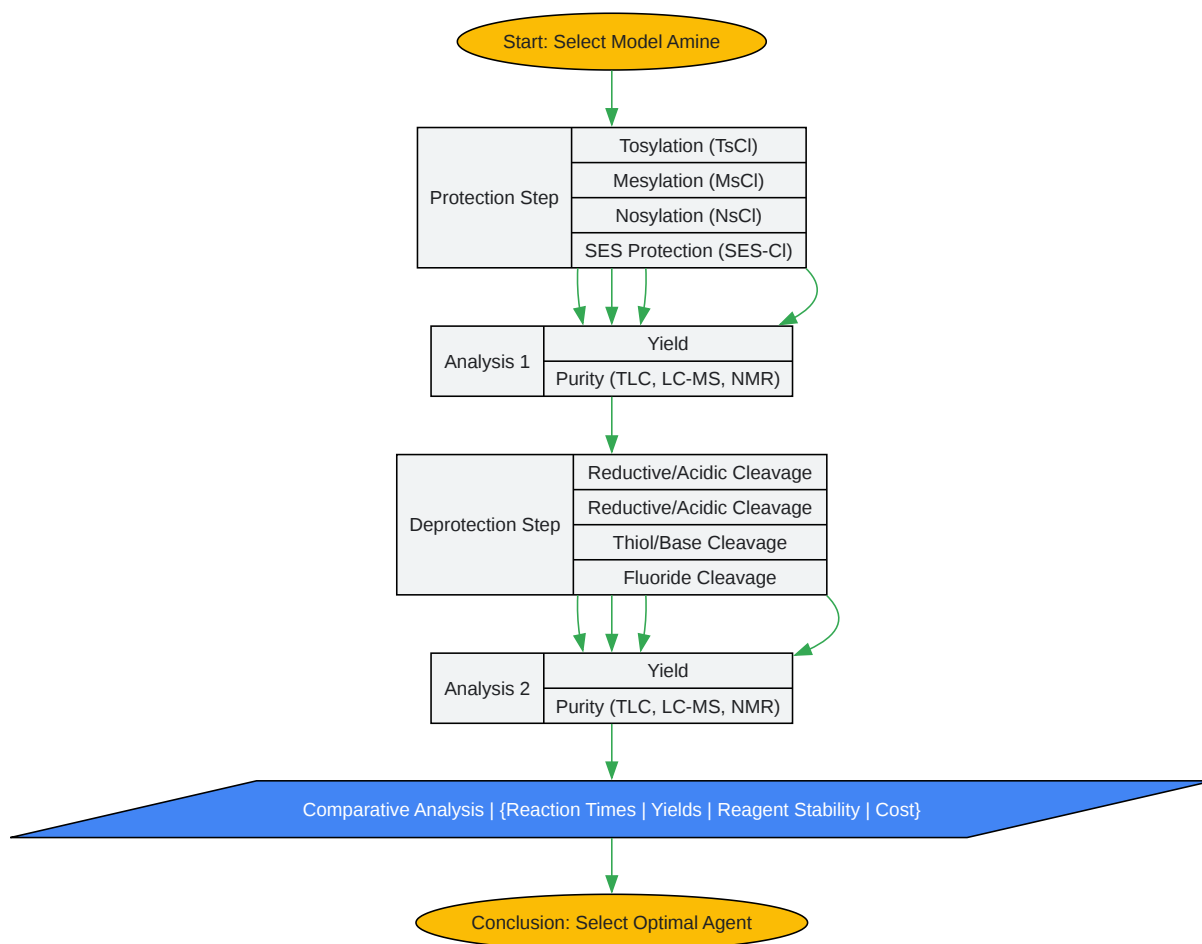 Start: Select Model Amine
Protection Step
Tosylation (TsCl)
Mesylation (MsCl)
Nosylation (NsCl)
SES Protection (SES-Cl)
Analysis 1
Yield
Purity (TLC, LC-MS, NMR)
Deprotection Step
Reductive/Acidic Cleavage
Reductive/Acidic Cleavage
Thiol/Base Cleavage
Fluoride Cleavage
Analysis 2
Yield
Purity (TLC, LC-MS, NMR)
Comparative Analysis | {Reaction Times | Yields | Reagent Stability | Cost}
Conclusion: Select Optimal Agent